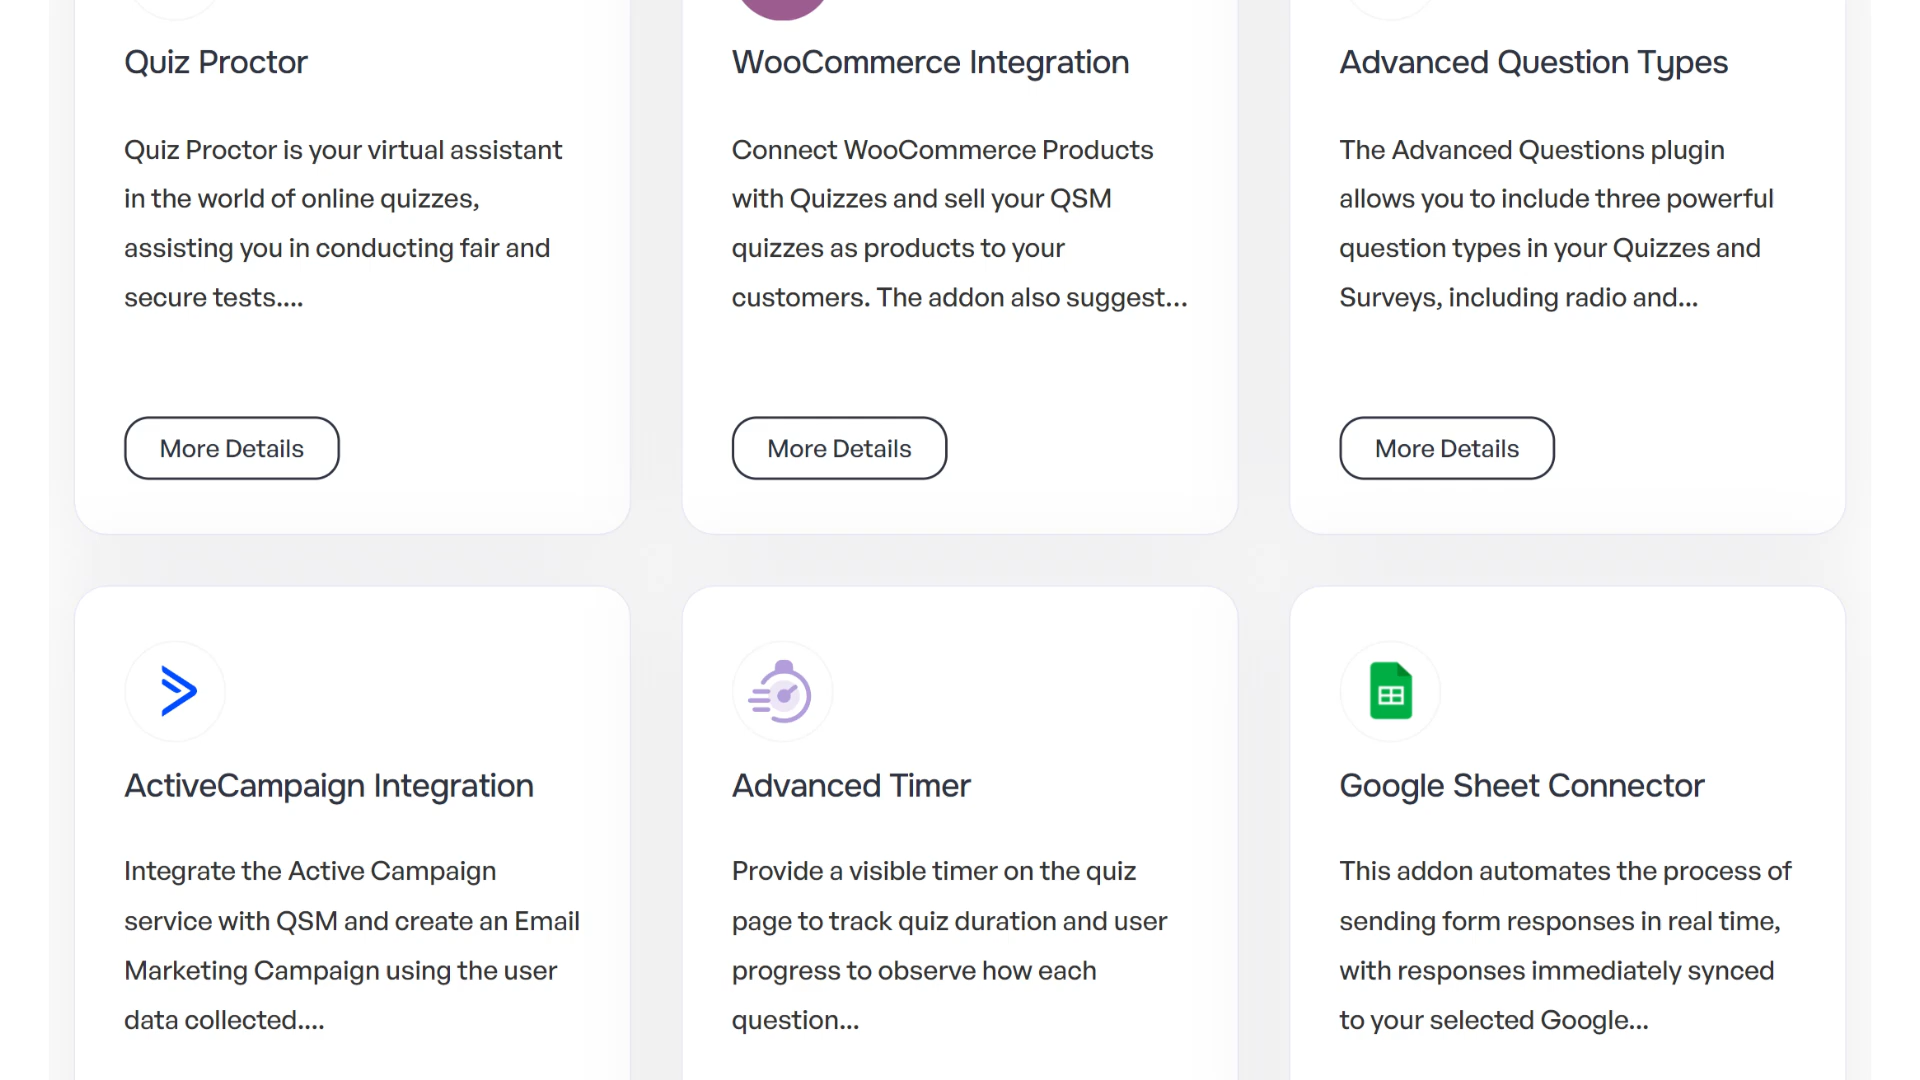 Quiz Proctor
Quiz Proctor is your virtual assistant
in the world of online quizzes,
assisting you in conducting fair and
secure tests....
More Details
WooCommerce Integration
Connect WooCommerce Products
with Quizzes and sell your QSM
quizzes as products to your
customers. The addon also suggest...
More Details
Advanced Question Types
The Advanced Questions plugin
allows you to include three powerful
question types in your Quizzes and
Surveys, including radio and...
More Details
ActiveCampaign Integration
Integrate the Active Campaign
service with QSM and create an Email
Marketing Campaign using the user
data collected....
Advanced Timer
Provide a visible timer on the quiz
page to track quiz duration and user
progress to observe how each
question...
Google Sheet Connector
This addon automates the process of
sending form responses in real time,
with responses immediately synced
to your selected Google...